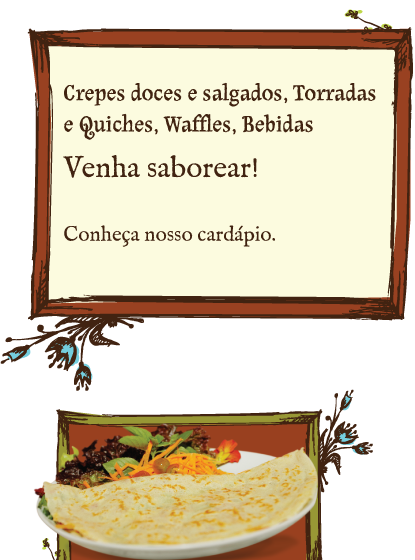 Crepes doces e salgados, Torradas
e Quiches, Waffles, Bebidas
Venha saborear!
Conheça nosso cardápio.